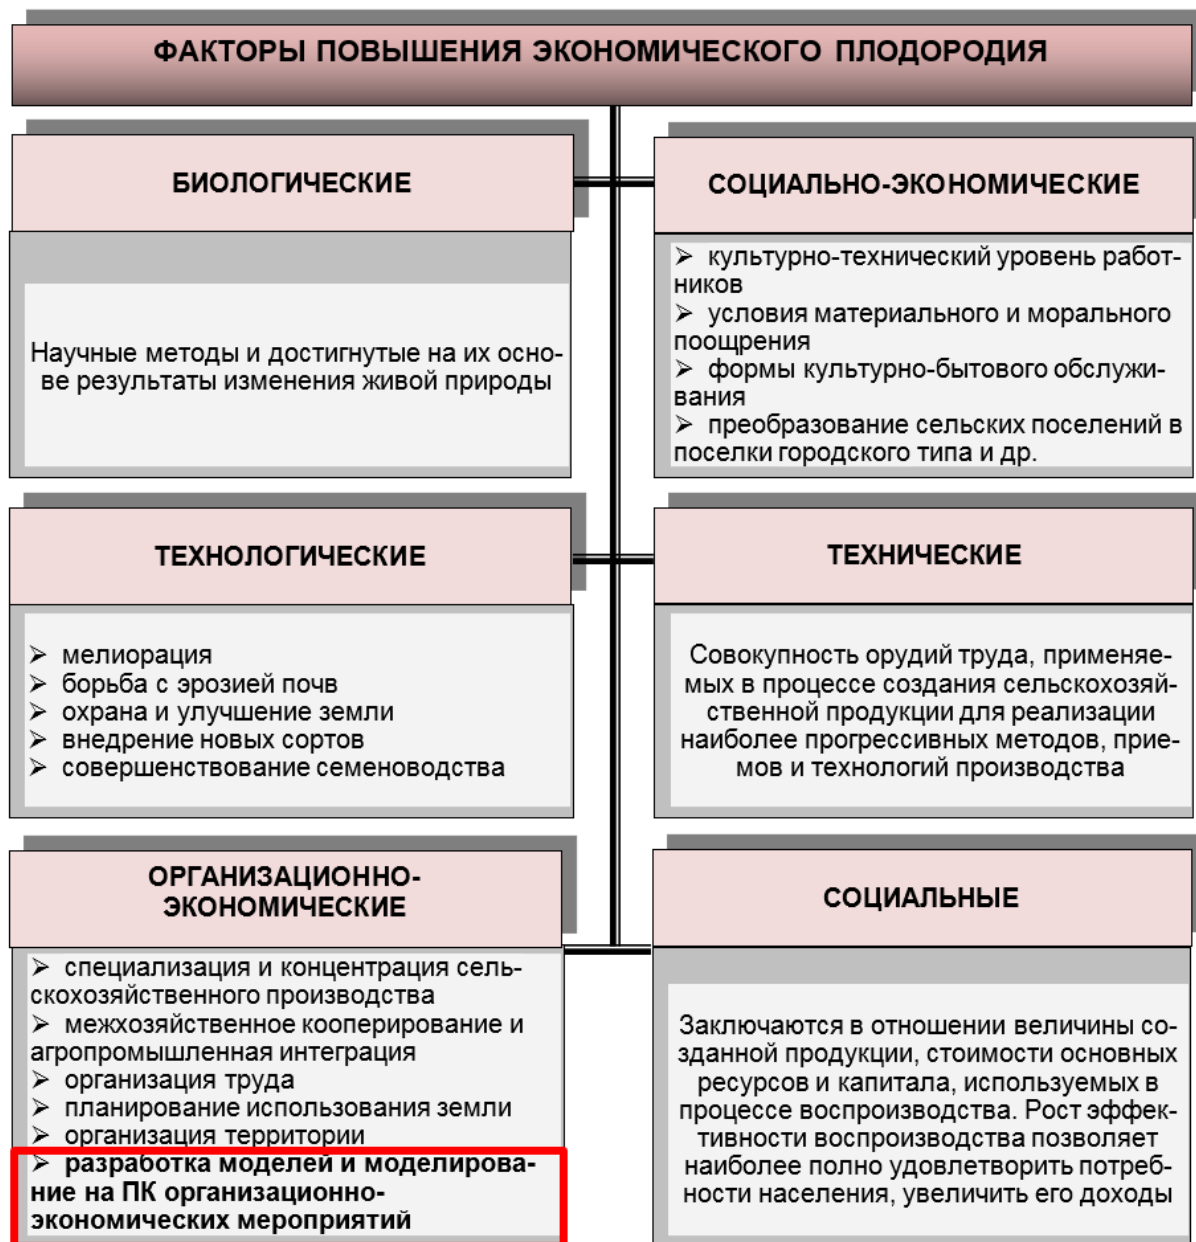 ФАКТОРЫ ПОВЫШЕНИЯ ЭКОНОМИЧЕСКОГО ПЛОДОРОДИЯ
БИОЛОГИЧЕСКИЕ
Научные методы и достигнутые на их осно-
ве результаты изменения живой природы
СОЦИАЛЬНО-ЭКОНОМИЧЕСКИЕ
➢ культурно-технический уровень работ-
ников
➢ условия материального и морального
поощрения
➢ формы культурно-бытового обслужи-
вания
➢ преобразование сельских поселений в
поселки городского типа и др.
ТЕХНОЛОГИЧЕСКИЕ
➢ мелиорация
➢ борьба с эрозией почв
➢ охрана и улучшение земли
➢ внедрение новых сортов
➢ совершенствование семеноводства
ТЕХНИЧЕСКИЕ
Совокупность орудий труда, применяе-
мых в процессе создания сельскохозяй-
ственной продукции для реализации
наиболее прогрессивных методов, прие-
мов и технологий производства
ОРГАНИЗАЦИОННО-
ЭКОНОМИЧЕСКИЕ
➢ специализация и концентрация сель-
скохозяйственного производства
➢ межхозяйственное кооперирование и
агропромышленная интеграция
➢ организация труда
➢ планирование использования земли
➢ организация территории
➢ разработка моделей и моделирова-
ние на ПК организационно-
экономических мероприятий
СОЦИАЛЬНЫЕ
Заключаются в отношении величины со-
зданной продукции, стоимости основных
ресурсов и капитала, используемых в
процессе воспроизводства. Рост эффек-
тивности воспроизводства позволяет
наиболее полно удовлетворить потреб-
ности населения, увеличить его доходы